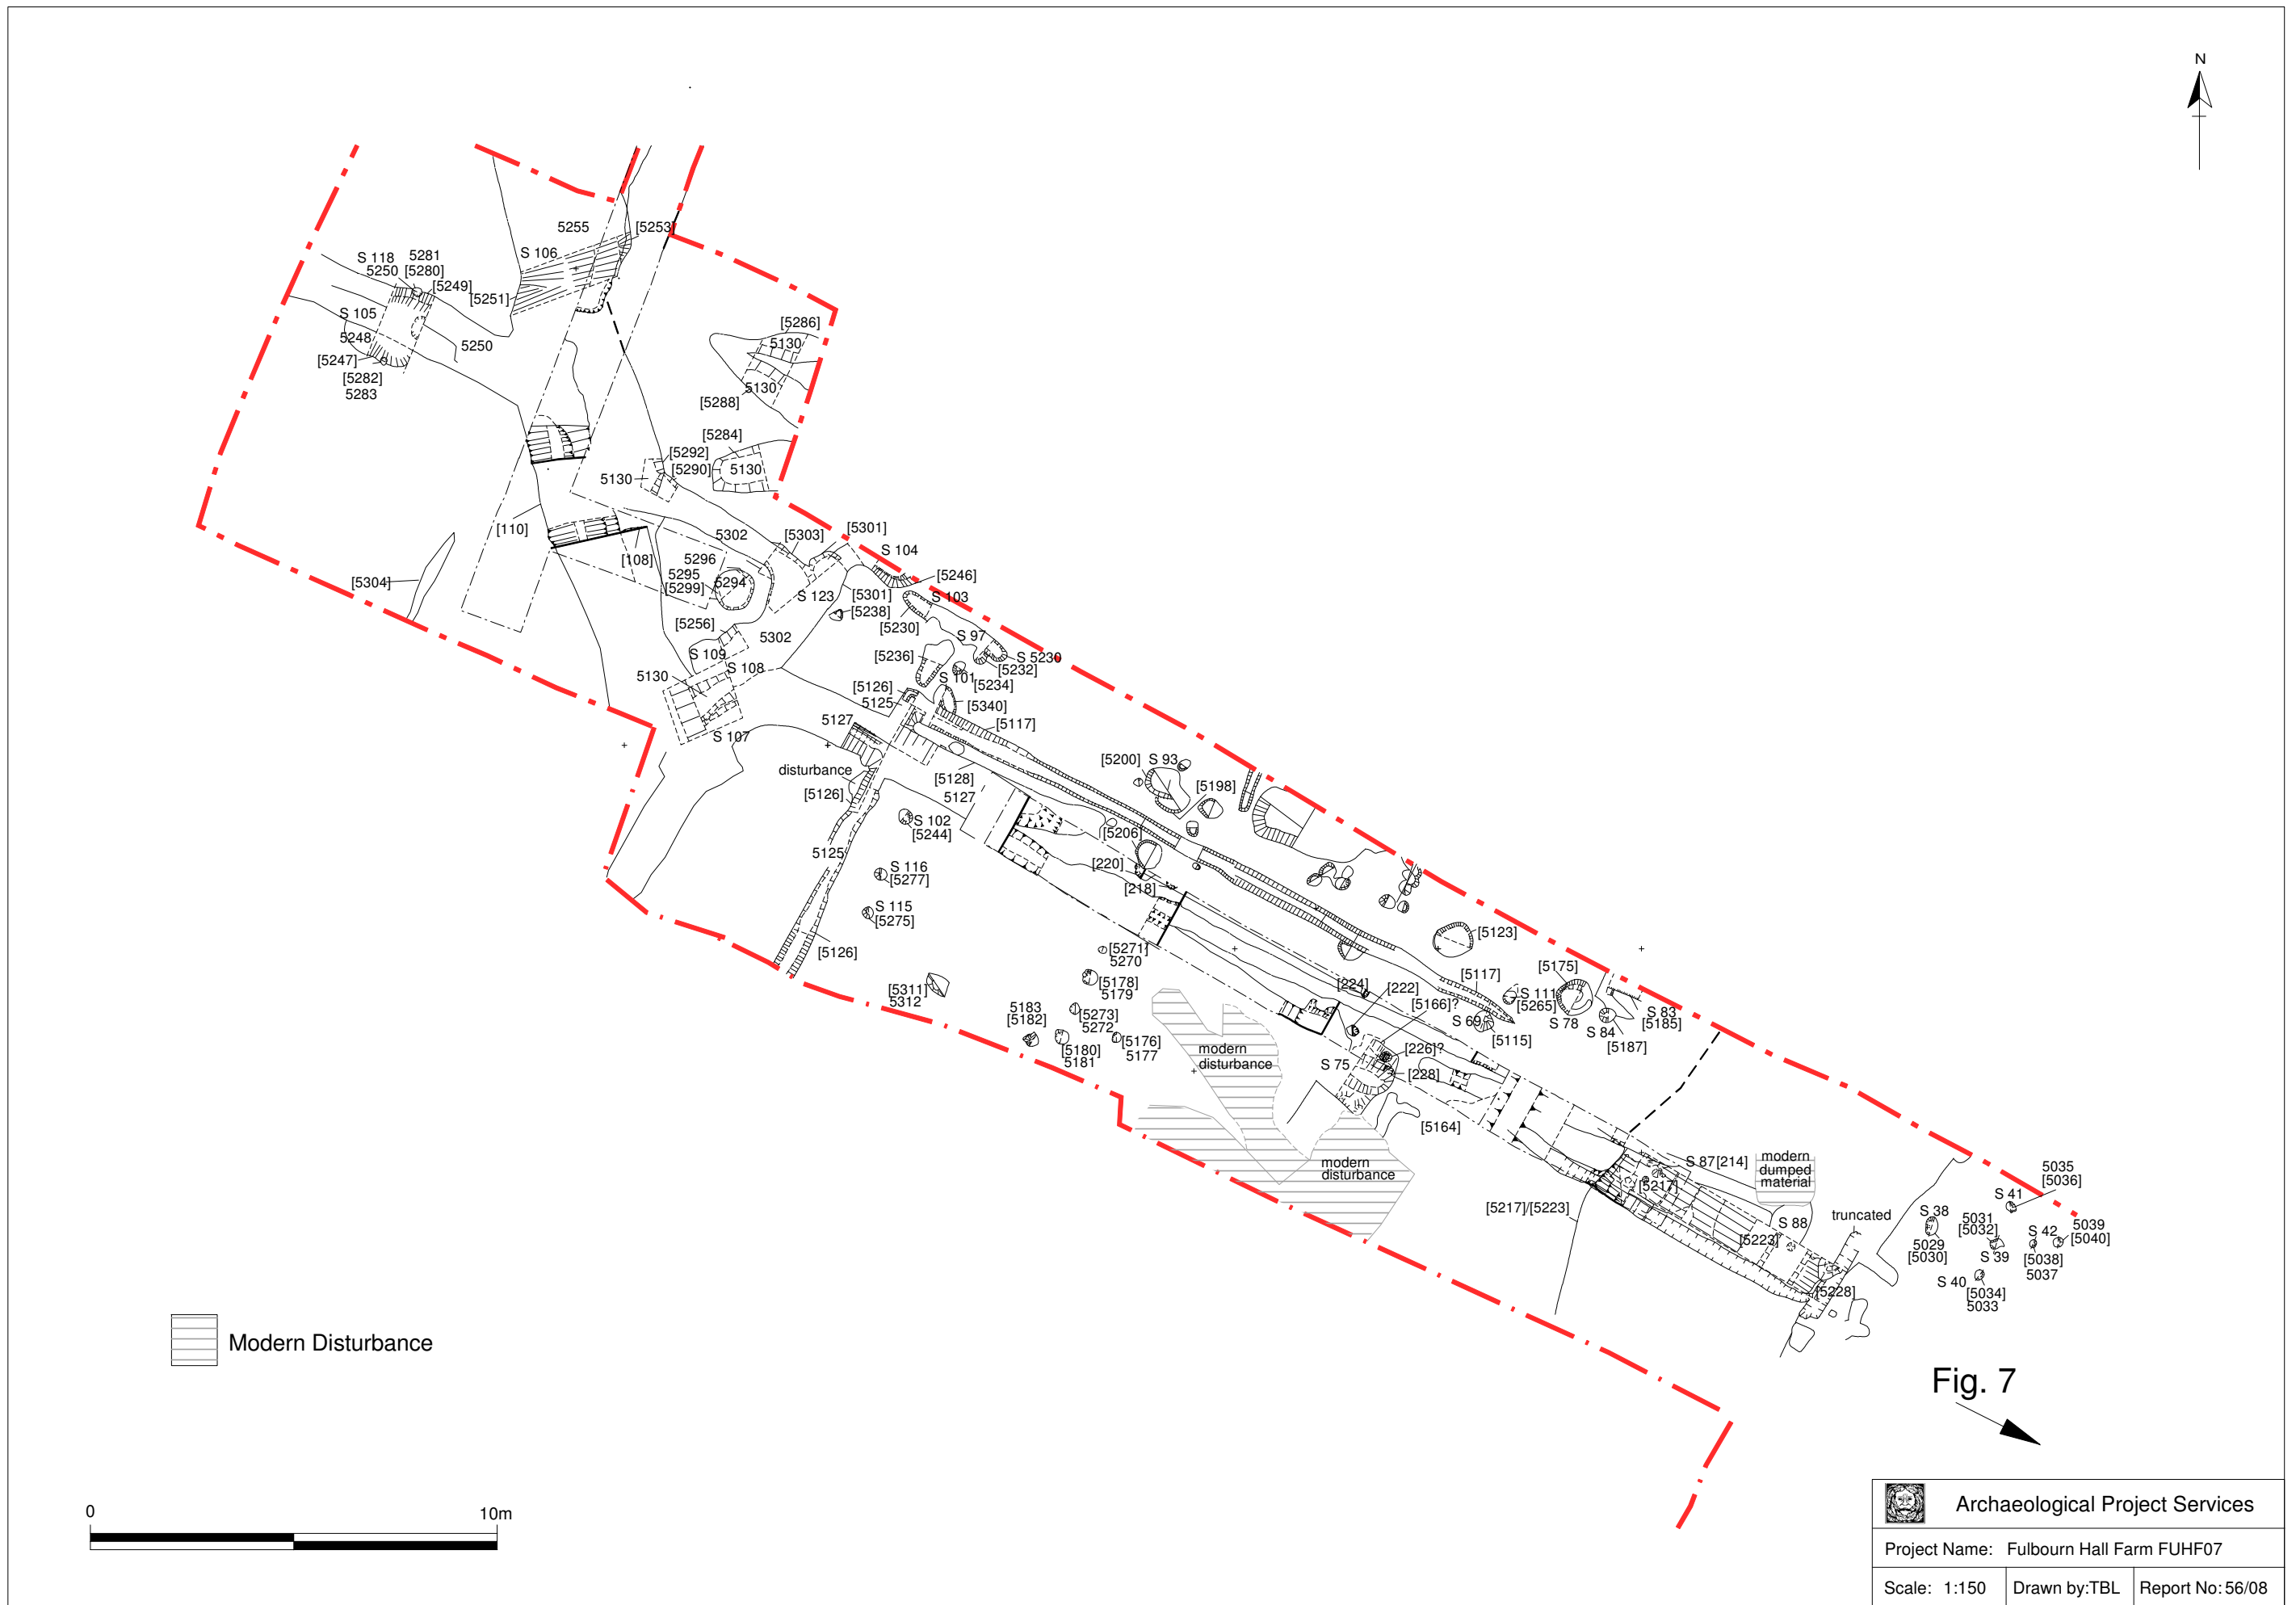 N
5255
[5253]
S 106
S 118
5281
5250
[5280]
[5249]
[5251]
S 105
5248
5250
[5247]
[5282]
5283
[5286]
5130
5130
[5288]
[5284]
[5292]
[5290]
5130
5130
[110]
[108]
5302
[5303]
[5301]
S 104
5296
5295
5294
[5299]
[5246]
[5304]
S 123
[5301]
S 103
[5238]
[5230]
[5256]
5302
S 97
S 5230
[5232]
[5236]
S 109
S 108
S 101
[5234]
5130
[5126]
5125
[5340]
5127
[5117]
S 107
disturbance
[5128]
[5200]
S 93
[5126]
5127
[5198]
S 102
[5244]
[5206]
5125
S 116
[5277]
[220]
[218]
S 115
[5275]
[5123]
[5126]
[5271]
5270
[5175]
[5117]
[5311]
5312
[5178]
5179
[224]
[222]
S 111
[5265]
5183
[5182]
[5273]
5272
[5166]?
S 69
S 78
S 83
[5185]
S 84
[5180]
5181
[5176]
5177
[5115]
[5187]
modern
disturbance
[226]?
S 75
[228]
[5164]
modern
disturbance
S 87
[214]
modern
dumped
material
[5217]
[5217]/[5223]
5035
[5036]
S 41
truncated
S 38
5031
[5032]
S 88
S 42
5039
[5040]
[5223]
5029
[5030]
S 39
[5038]
5037
S 40
[5034]
5033
[5228]
Modern Disturbance
Fig. 7
0
10m
Archaeological Project Services
Project Name: Fulbourn Hall Farm FUHF07
Scale: 1:150
Drawn by:TBL
Report No: 56/08